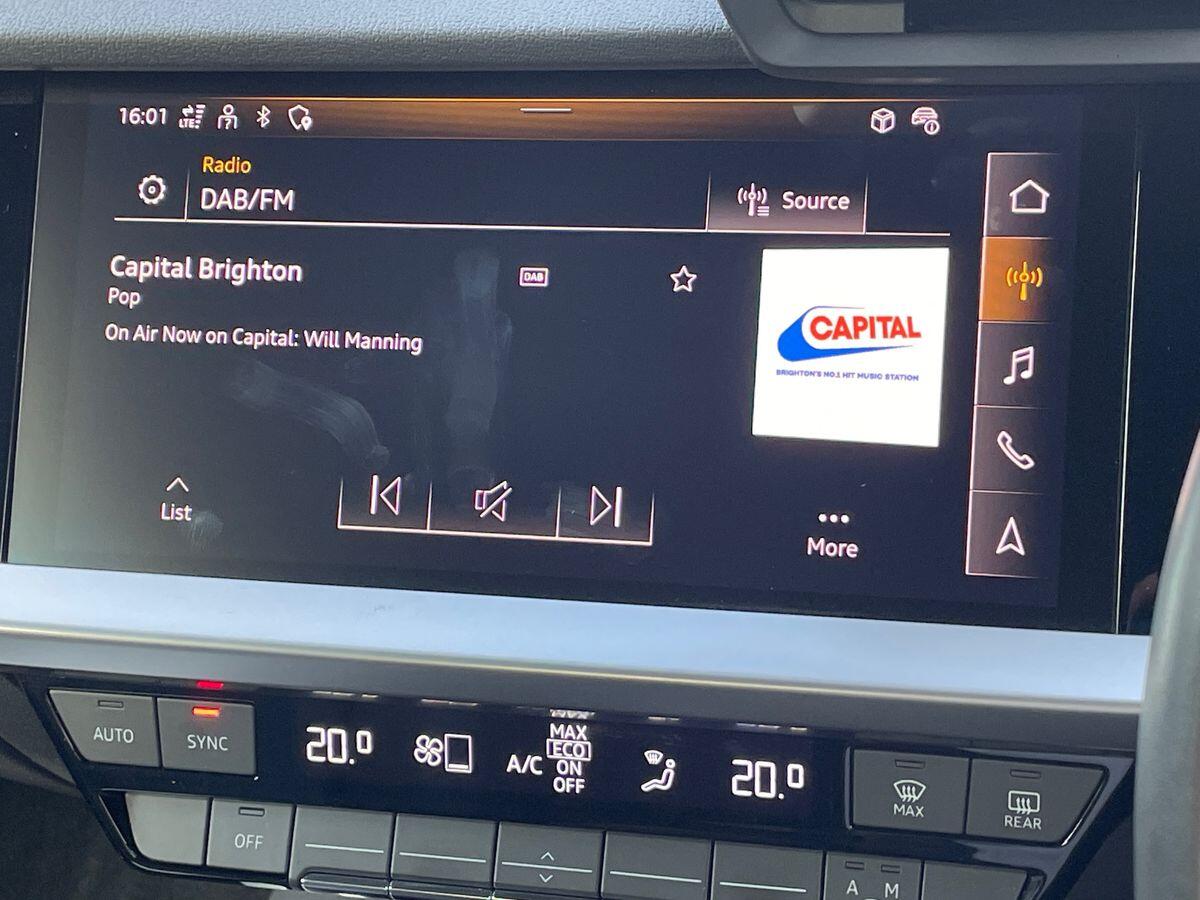 16:01 LTE
Radio
DAB/FM
Source
Capital Brighton
DAB
Pop
On Air Now on Capital: Will Manning
CAPITAL
BRIGHTON'S NO.1 HIT MUSIC STATION
List
More
AUTO
SYNC
20.0
A/C
MAX
ECO
ON
OFF
20.0
MAX
REAR
OFF
A M